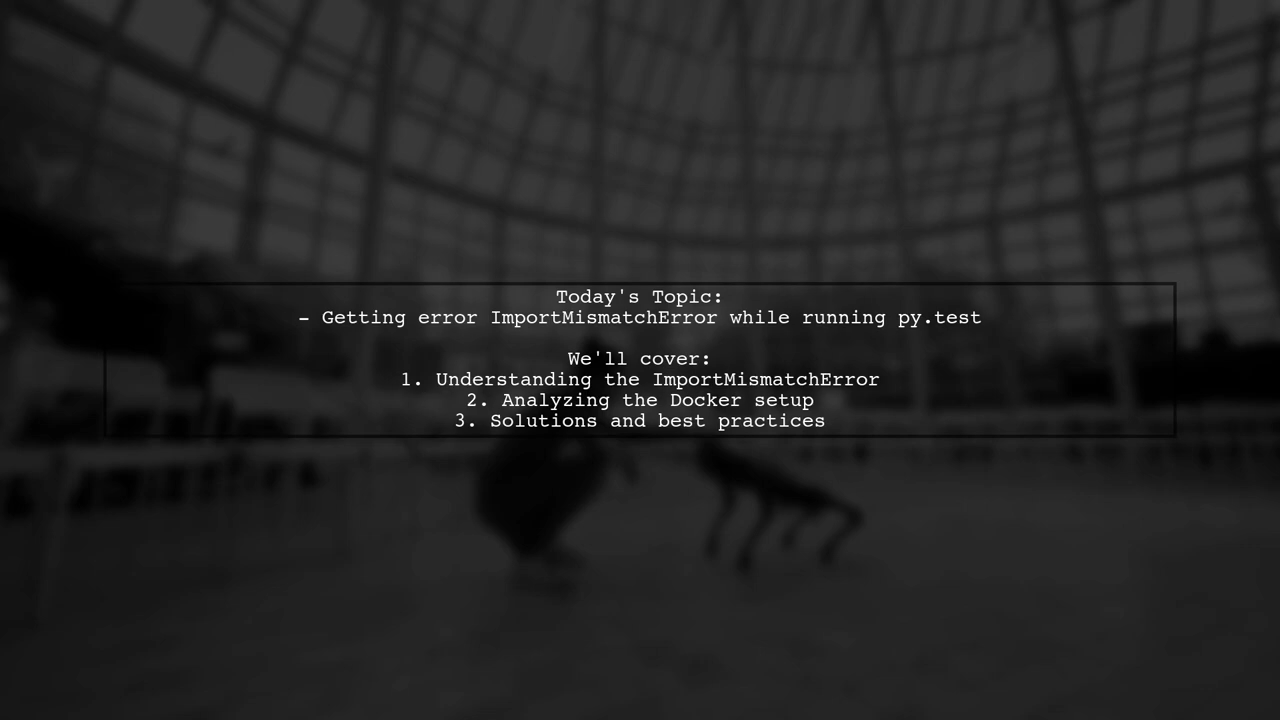 Today's Topic:
- Getting error ImportMismatchError while running py.test
We'll cover:
1. Understanding the ImportMismatchError
2. Analyzing the Docker setup
3. Solutions and best practices